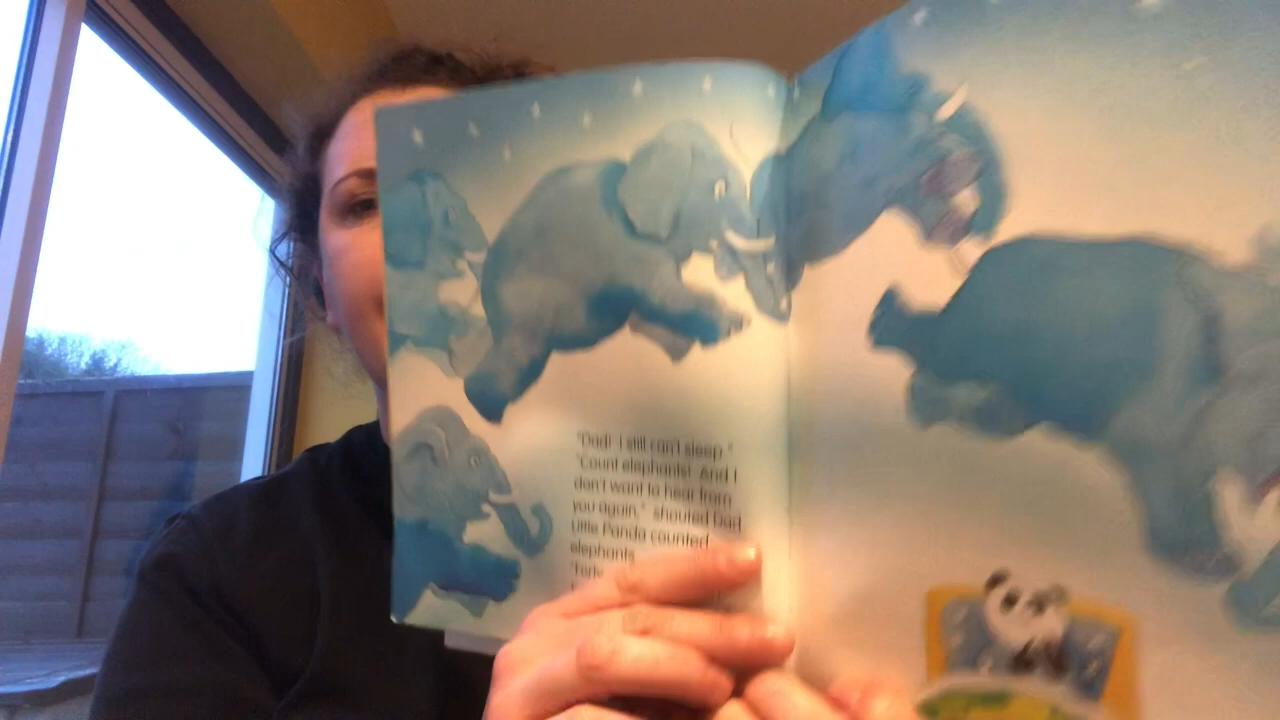 "Dad! I still can't sleep."
"Count elephants! And I
don't want to hear from
you again," shouted Dad.
Little Panda counted
elephants.